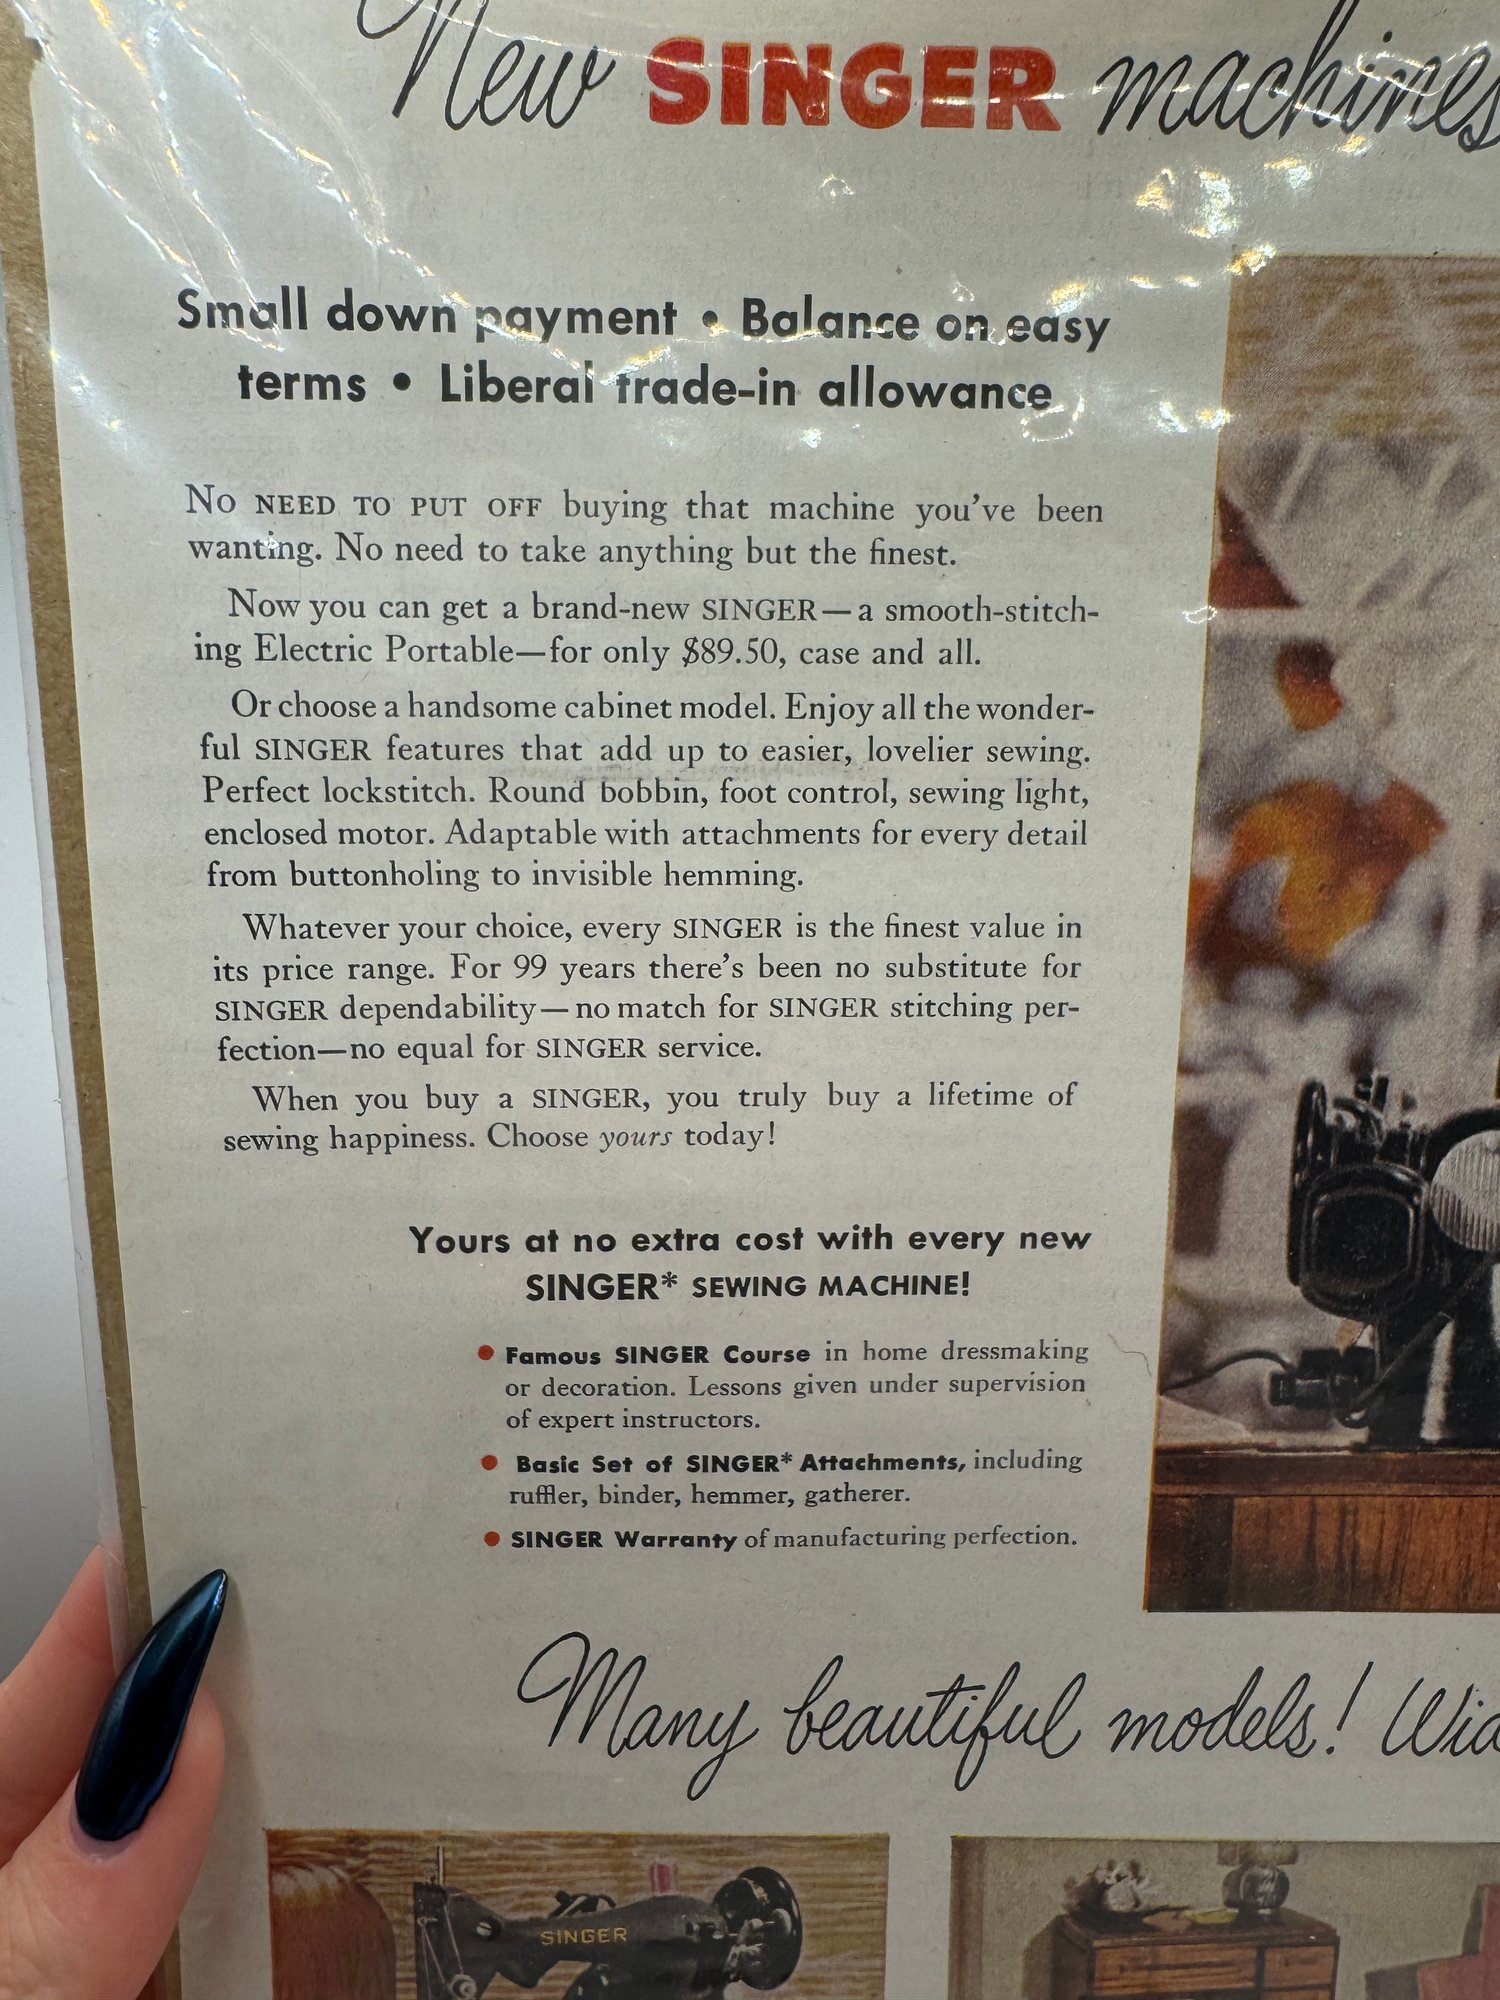 New SINGER machines
Small down payment • Balance on easy
terms • Liberal trade-in allowance
No need to put off buying that machine you've been
wanting. No need to take anything but the finest.
Now you can get a brand-new SINGER—a smooth-stitch-
ing Electric Portable—for only $89.50, case and all.
Or choose a handsome cabinet model. Enjoy all the wonder-
ful SINGER features that add up to easier, lovelier sewing.
Perfect lockstitch. Round bobbin, foot control, sewing light,
enclosed motor. Adaptable with attachments for every detail
from buttonholing to invisible hemming.
Whatever your choice, every SINGER is the finest value in
its price range. For 99 years there's been no substitute for
SINGER dependability—no match for SINGER stitching per-
fection—no equal for SINGER service.
When you buy a SINGER, you truly buy a lifetime of
sewing happiness. Choose yours today!
Yours at no extra cost with every new
SINGER* SEWING MACHINE!
• Famous SINGER Course in home dressmaking
or decoration. Lessons given under supervision
of expert instructors.
• Basic Set of SINGER* Attachments, including
ruffler, binder, hemmer, gatherer.
• SINGER Warranty of manufacturing perfection.
Many beautiful models!
SINGER